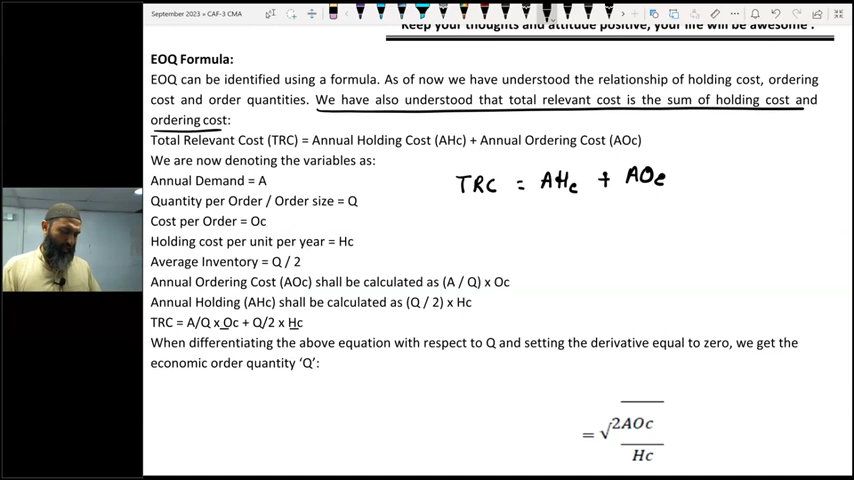 September 2023 » CAF-3 CMA
Keep your thoughts and attitude positive, your life will be awesome .
EOQ Formula:
EOQ can be identified using a formula. As of now we have understood the relationship of holding cost, ordering
cost and order quantities. We have also understood that total relevant cost is the sum of holding cost and
ordering cost:
Total Relevant Cost (TRC) = Annual Holding Cost (AHc) + Annual Ordering Cost (AOc)
We are now denoting the variables as:
Annual Demand = A
TRC = AHc + AOc
Quantity per Order / Order size = Q
Cost per Order = Oc
Holding cost per unit per year = Hc
Average Inventory = Q / 2
Annual Ordering Cost (AOc) shall be calculated as (A / Q) x Oc
Annual Holding (AHc) shall be calculated as (Q / 2) x Hc
TRC = A/Q x Oc + Q/2 x Hc
When differentiating the above equation with respect to Q and setting the derivative equal to zero, we get the
economic order quantity ‘Q’:
= √2AOc
Hc